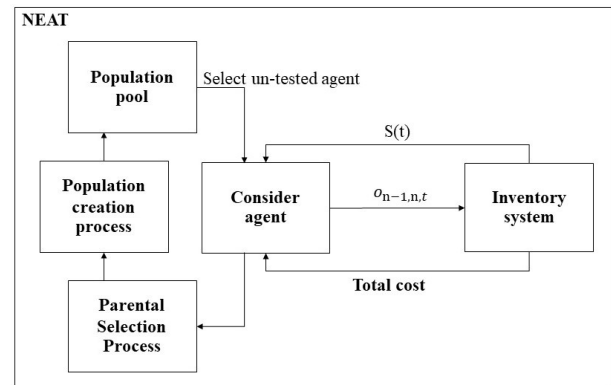 NEAT
Population
pool
Select un-tested agent
S(t)
Population
creation
process
Consider
agent
o_{n−1,n,t}
Inventory
system
Total cost
Parental
Selection
Process